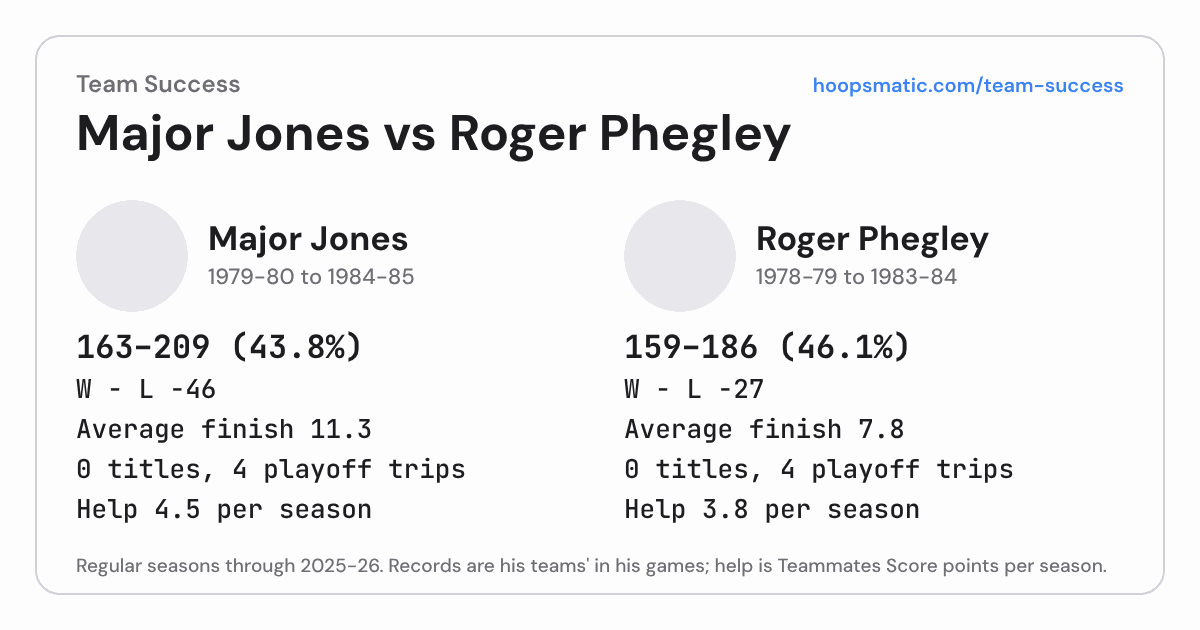 Team Success
hoopsmatic.com/team-success
Major Jones vs Roger Phegley
Major Jones
1979-80 to 1984-85
163-209 (43.8%)
W - L -46
Average finish 11.3
0 titles, 4 playoff trips
Help 4.5 per season
Roger Phegley
1978-79 to 1983-84
159-186 (46.1%)
W - L -27
Average finish 7.8
0 titles, 4 playoff trips
Help 3.8 per season
Regular seasons through 2025-26. Records are his teams' in his games; help is Teammates Score points per season.